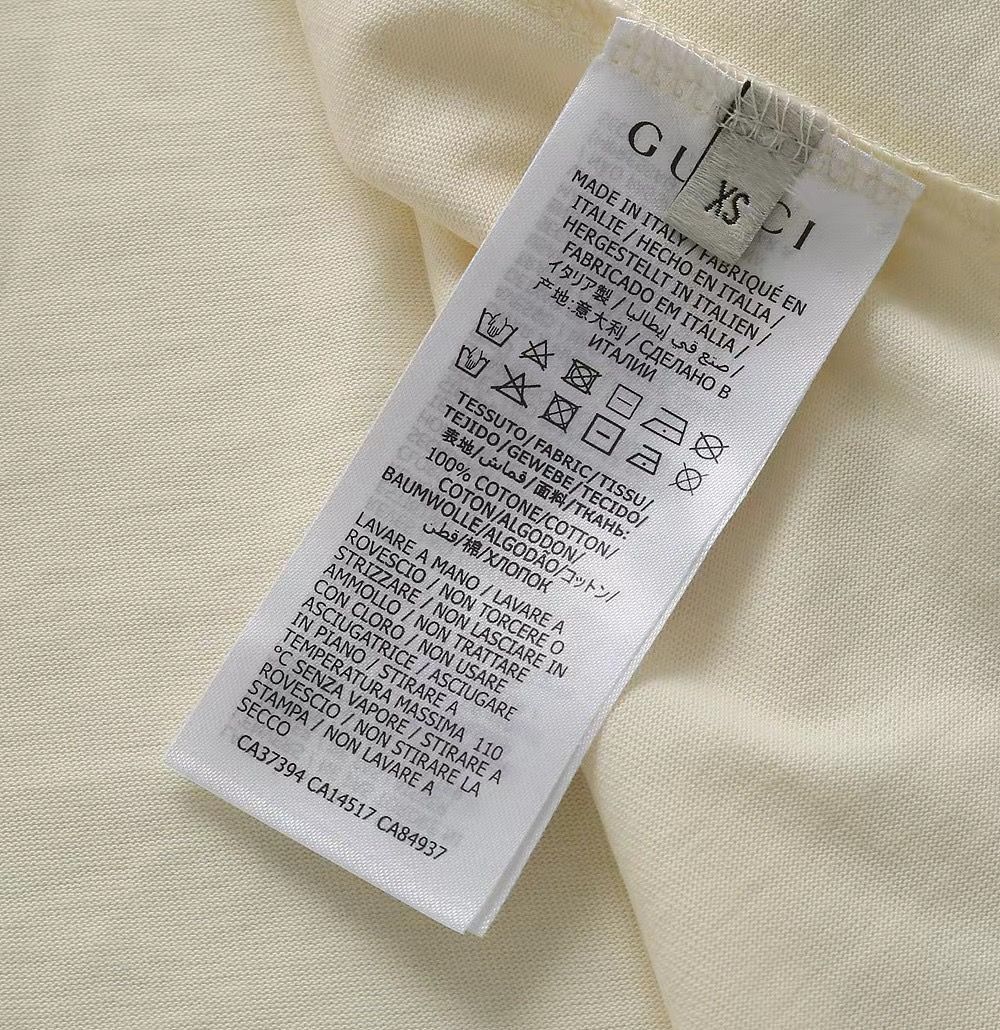 GUCCI
XS
MADE IN ITALY / FABRIQUÉ EN
ITALIE / HECHO EN ITALIA /
HERGESTELLT IN ITALIEN /
FABRICADO EM ITÁLIA /
イタリア製 / صنع في إيطاليا /
产地:意大利 / СДЕЛАНО В
ИТАЛИИ
TESSUTO/FABRIC/TISSU/
TEJIDO/GEWEBE/TECIDO/
表地/قماش/面料/ТКАНЬ:
100% COTONE/COTTON/
COTON/ALGODON/
BAUMWOLLE/ALGODÃO/コットン/
قطن/棉/ХЛОПОК
LAVARE A MANO / LAVARE A
ROVESCIO / NON TORCERE O
STRIZZARE / NON LASCIARE IN
AMMOLLO / NON TRATTARE
CON CLORO / NON USARE
ASCIUGATRICE / ASCIUGARE
IN PIANO / STIRARE A
TEMPERATURA MASSIMA 110
°C SENZA VAPORE / STIRARE A
ROVESCIO / NON STIRARE LA
STAMPA / NON LAVARE A
SECCO
CA37394 CA14517 CA84937